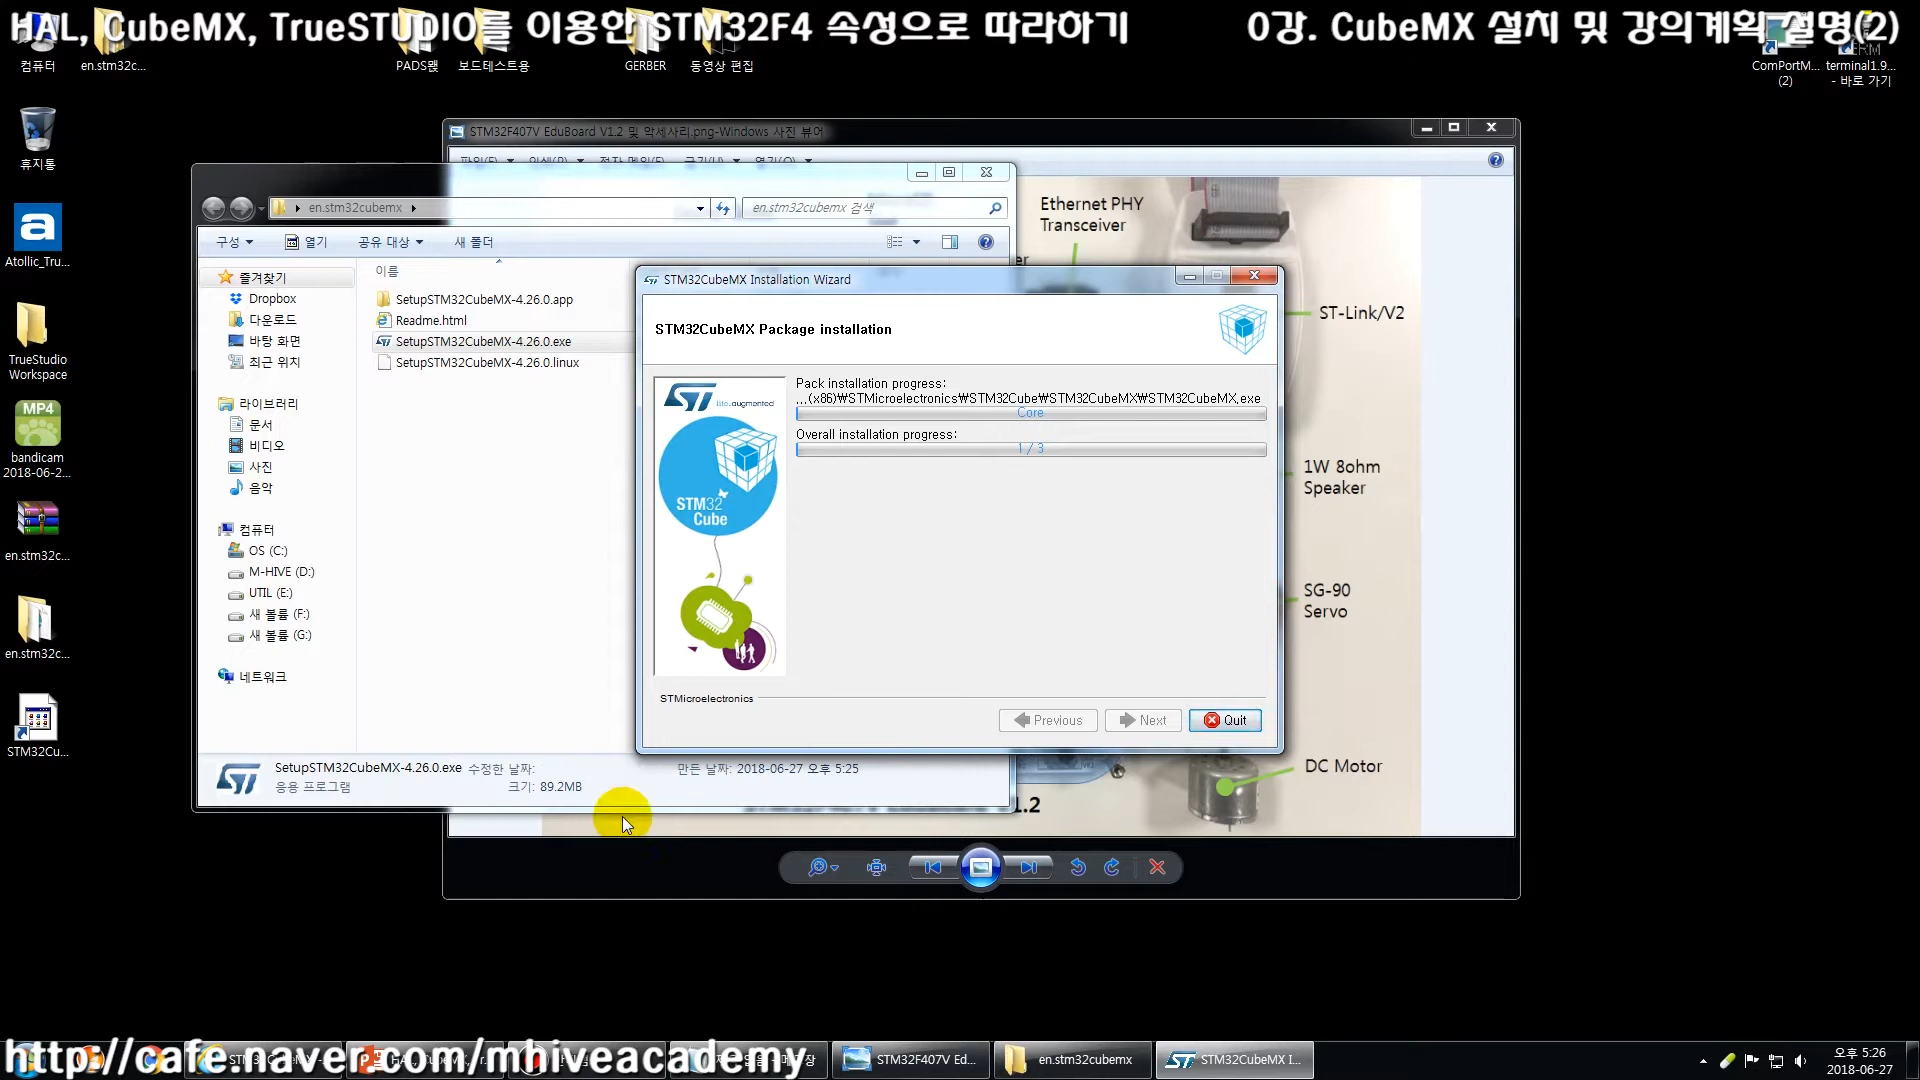 HAL, CubeMX, TrueSTUDIO를 이용한 STM32F4 속성으로 따라하기
0강. CubeMX 설치 및 강의계획 설명(2)
컴퓨터
en.stm32c...
보드테스트용
GERBER
동영상 편집
ComPortM...
(2)
terminal1.9...
- 바로 가기
휴지통
Atollic_Tru...
TrueStudio
Workspace
MP4
bandicam
2018-06-2...
en.stm32c...
en.stm32c...
STM32Cu...
STM32F407V EduBoard V1.2 및 악세사리.png-Windows 사진 뷰어
en.stm32cubemx
en.stm32cubemx 검색
구성
열기
공유 대상
새 폴더
이름
즐겨찾기
Dropbox
다운로드
바탕 화면
최근 위치
라이브러리
문서
비디오
사진
음악
컴퓨터
OS (C:)
M-HIVE (D:)
UTIL (E:)
새 볼륨 (F:)
새 볼륨 (G:)
네트워크
SetupSTM32CubeMX-4.26.0.app
Readme.html
SetupSTM32CubeMX-4.26.0.exe
SetupSTM32CubeMX-4.26.0.linux
SetupSTM32CubeMX-4.26.0.exe 수정한 날짜:
만든 날짜: 2018-06-27 오후 5:25
응용 프로그램
크기: 89.2MB
STM32CubeMX Installation Wizard
STM32CubeMX Package installation
Pack installation progress:
...(x86)₩STMicroelectronics₩STM32Cube₩STM32CubeMX₩STM32CubeMX.exe
Core
Overall installation progress:
1 / 3
ST
life.augmented
STM32
Cube
STMicroelectronics
Previous
Next
Quit
Ethernet PHY
Transceiver
ST-Link/V2
1W 8ohm
Speaker
SG-90
Servo
DC Motor
http://cafe.naver.com/mhiveacademy
STM32F407V Ed...
en.stm32cubemx
STM32CubeMX I...
오후 5:26
2018-06-27